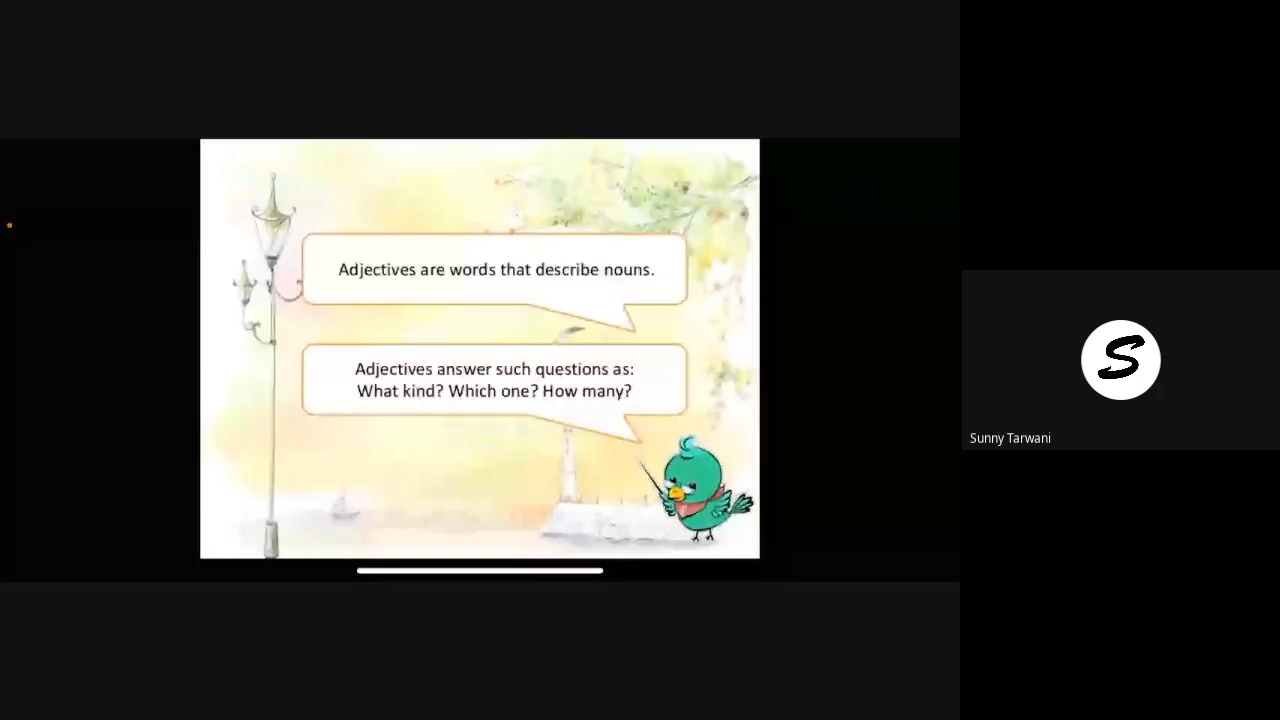 Adjectives are words that describe nouns.
Adjectives answer such questions as:
What kind? Which one? How many?
S
Sunny Tarwani